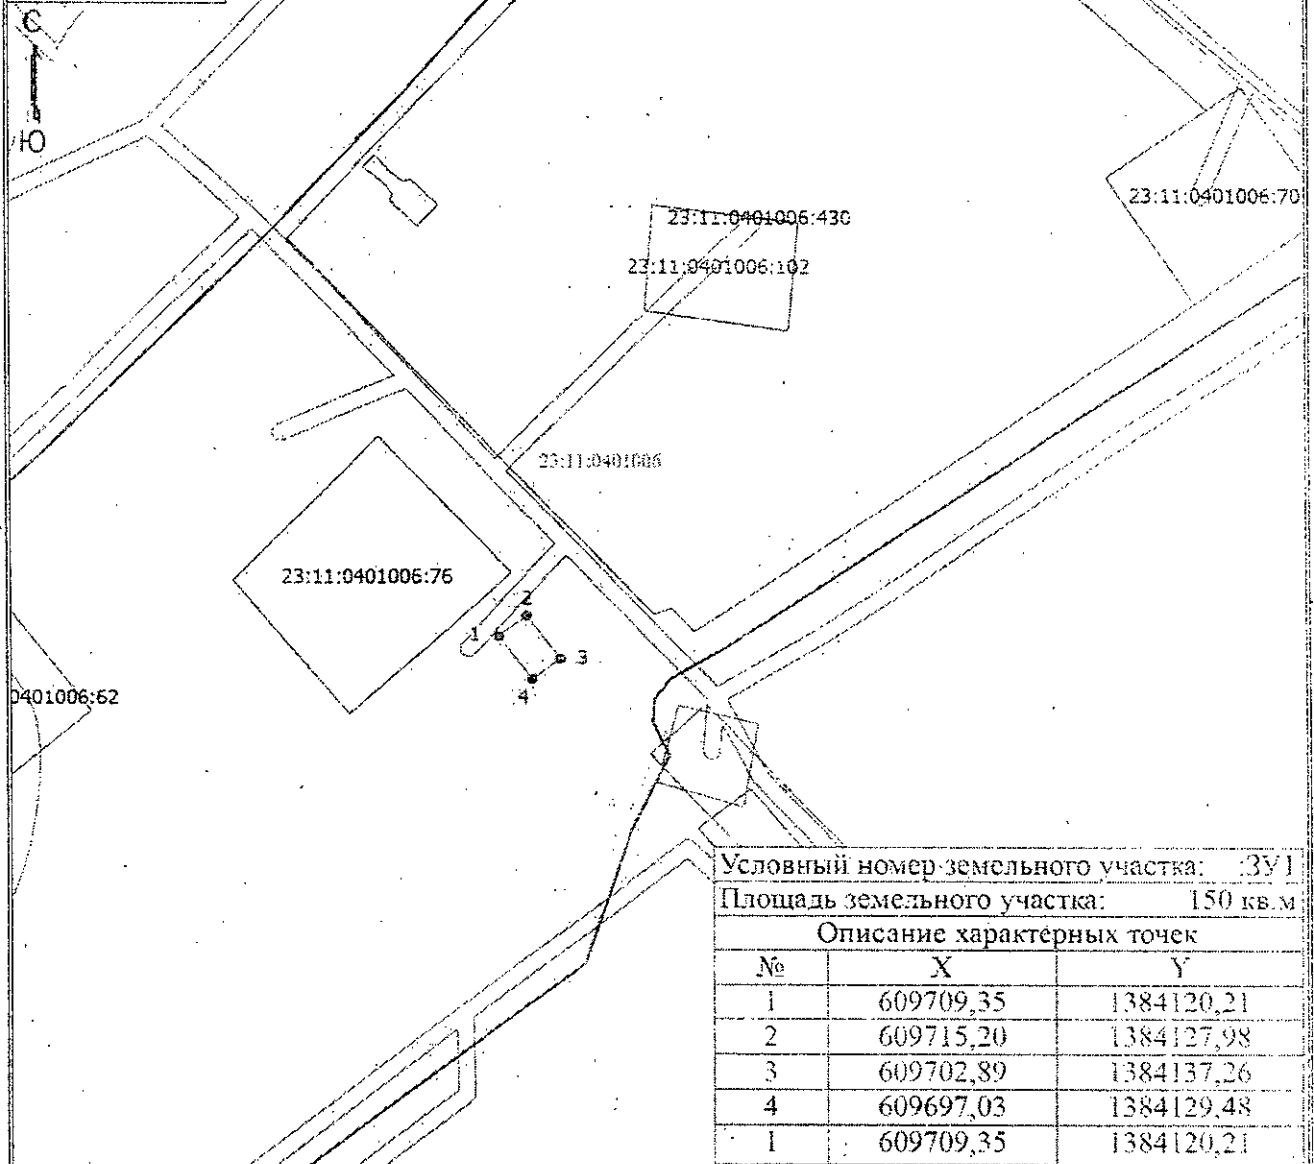 С
Ю
23:11:0401006:430
23:11:0401006:70
23:11:0401006:102
23:11:0401006
23:11:0401006:76
2
1
3
4
0401006:62
Условный номер земельного участка: :ЗУ1
Площадь земельного участка: 150 кв.м
Описание характерных точек
№ X Y
1 609709,35 1384120,21
2 609715,20 1384127,98
3 609702,89 1384137,26
4 609697,03 1384129,48
1 609709,35 1384120,21